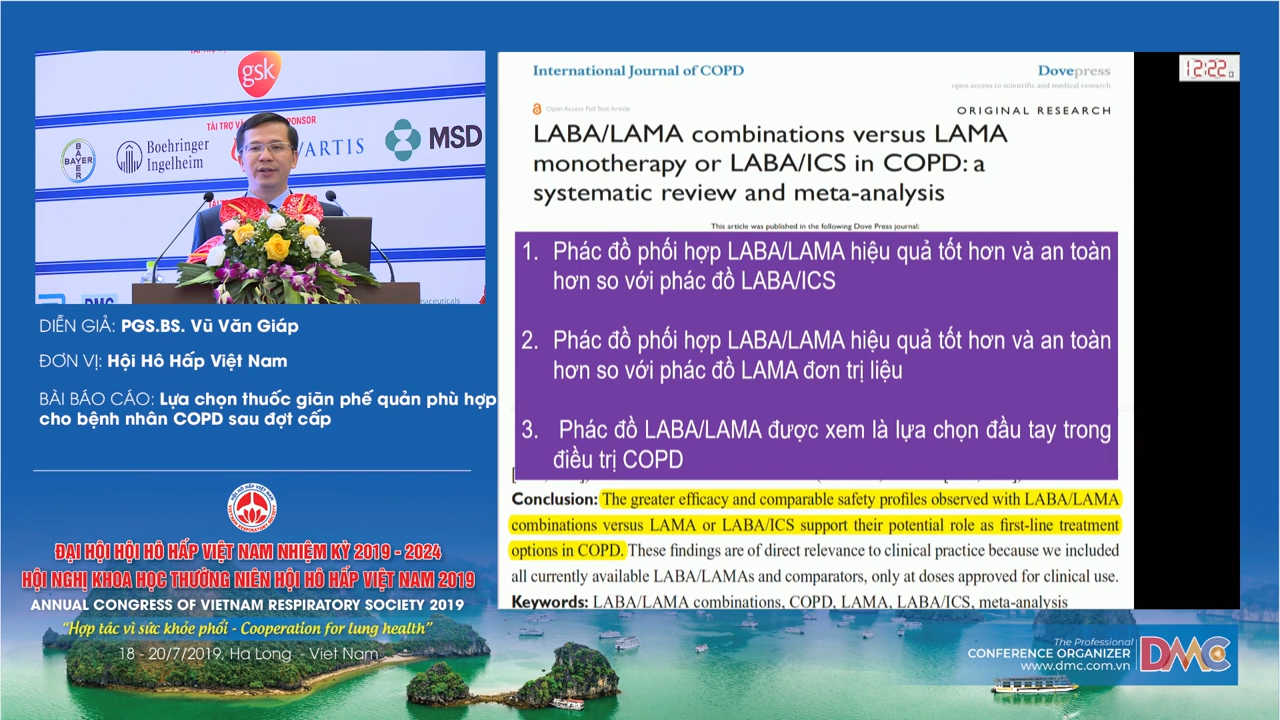 gsk
TÀI TRỢ VÀ
ONSOR
BAYER
BAYER
Boehringer
Ingelheim
VARTIS
MSD
DMC
maceuticals
DIỄN GIẢ: PGS.BS. Vũ Văn Giáp
ĐƠN VỊ: Hội Hô Hấp Việt Nam
BÀI BÁO CÁO: Lựa chọn thuốc giãn phế quản phù hợp
cho bệnh nhân COPD sau đợt cấp
HỘI HÔ HẤP VIỆT NAM
VIETNAM RESPIRATORY SOCIETY
ĐẠI HỘI HỘI HÔ HẤP VIỆT NAM NHIỆM KỲ 2019 - 2024
HỘI NGHỊ KHOA HỌC THƯỜNG NIÊN HỘI HÔ HẤP VIỆT NAM 2019
ANNUAL CONGRESS OF VIETNAM RESPIRATORY SOCIETY 2019
“Hợp tác vì sức khỏe phổi - Cooperation for lung health”
18 - 20/7/2019, Ha Long - Viet Nam
International Journal of COPD
Dovepress
open access to scientific and medical research
Open Access Full Text Article
ORIGINAL RESEARCH
LABA/LAMA combinations versus LAMA
monotherapy or LABA/ICS in COPD: a
systematic review and meta-analysis
This article was published in the following Dove Press journal:
1. Phác đồ phối hợp LABA/LAMA hiệu quả tốt hơn và an toàn
hơn so với phác đồ LABA/ICS
2. Phác đồ phối hợp LABA/LAMA hiệu quả tốt hơn và an toàn
hơn so với phác đồ LAMA đơn trị liệu
3. Phác đồ LABA/LAMA được xem là lựa chọn đầu tay trong
điều trị COPD
Conclusion: The greater efficacy and comparable safety profiles observed with LABA/LAMA
combinations versus LAMA or LABA/ICS support their potential role as first-line treatment
options in COPD. These findings are of direct relevance to clinical practice because we included
all currently available LABA/LAMAs and comparators, only at doses approved for clinical use.
Keywords: LABA/LAMA combinations, COPD, LAMA, LABA/ICS, meta-analysis
12:22
The Professional
CONFERENCE ORGANIZER
www.dmc.com.vn
DMC